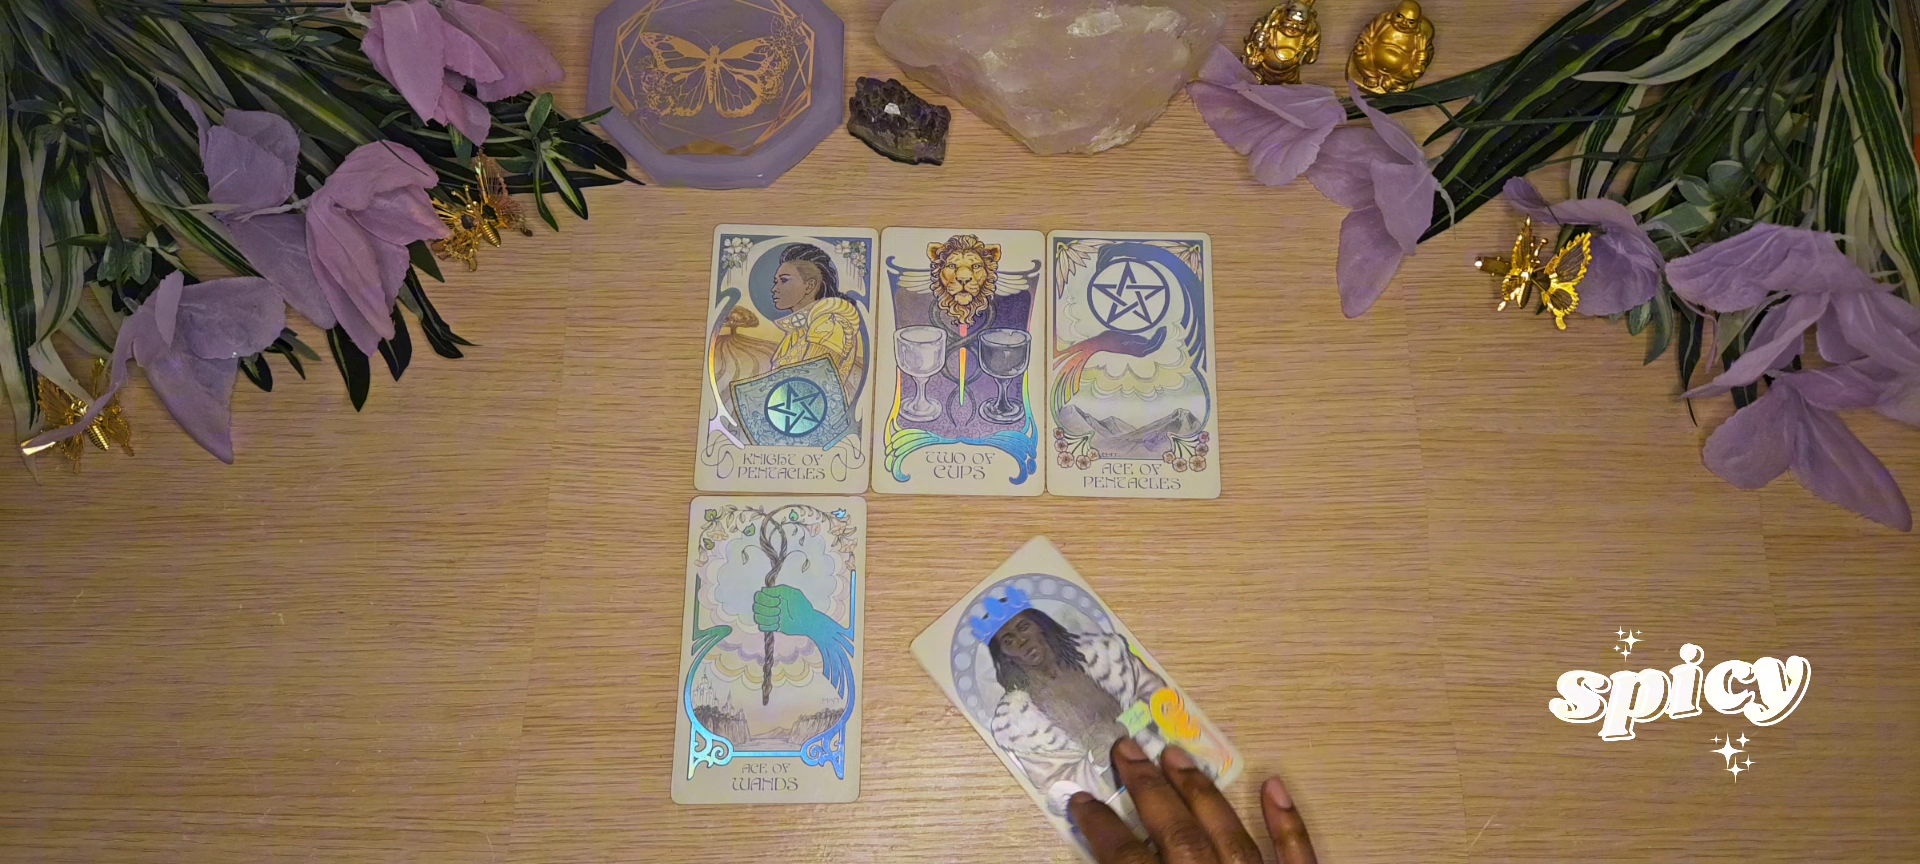 KNIGHT OF
PENTACLES
TWO OF
CUPS
ACE OF
PENTACLES
ACE OF
WANDS
spicy